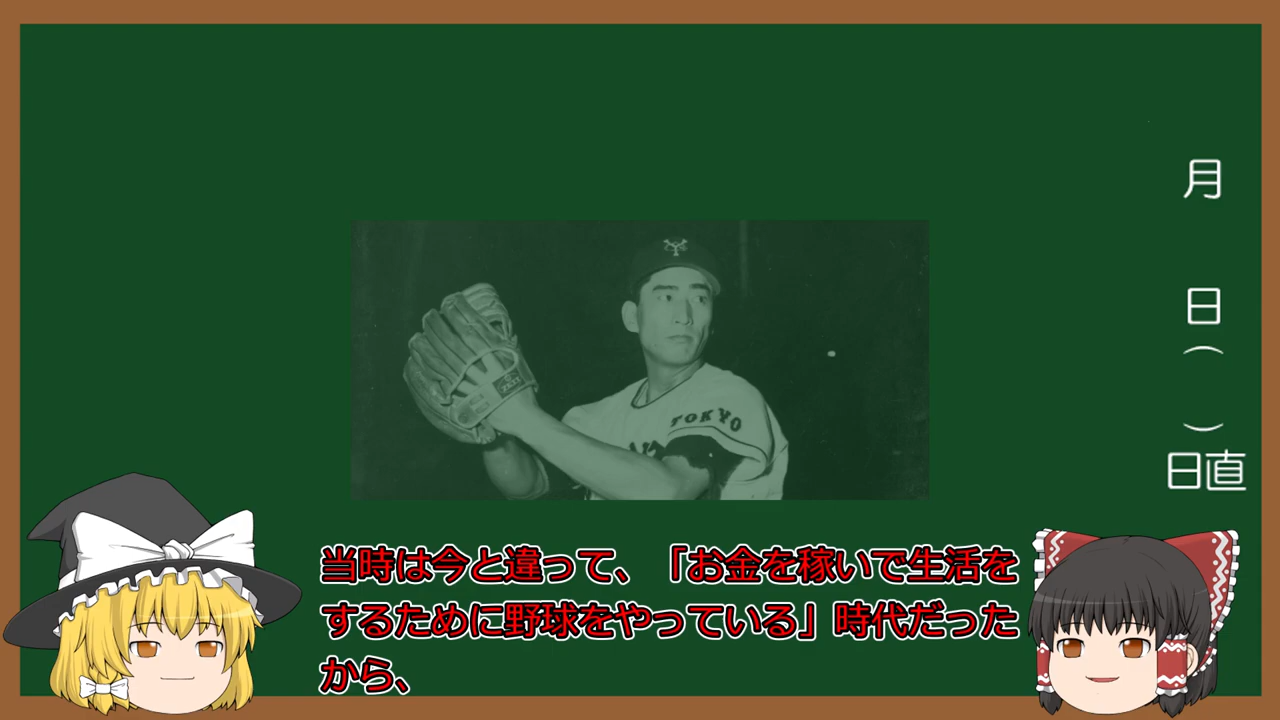 月
日
（
）
日直
TOKYO
当時は今と違って、「お金を稼いで生活を
するために野球をやっている」時代だった
から、